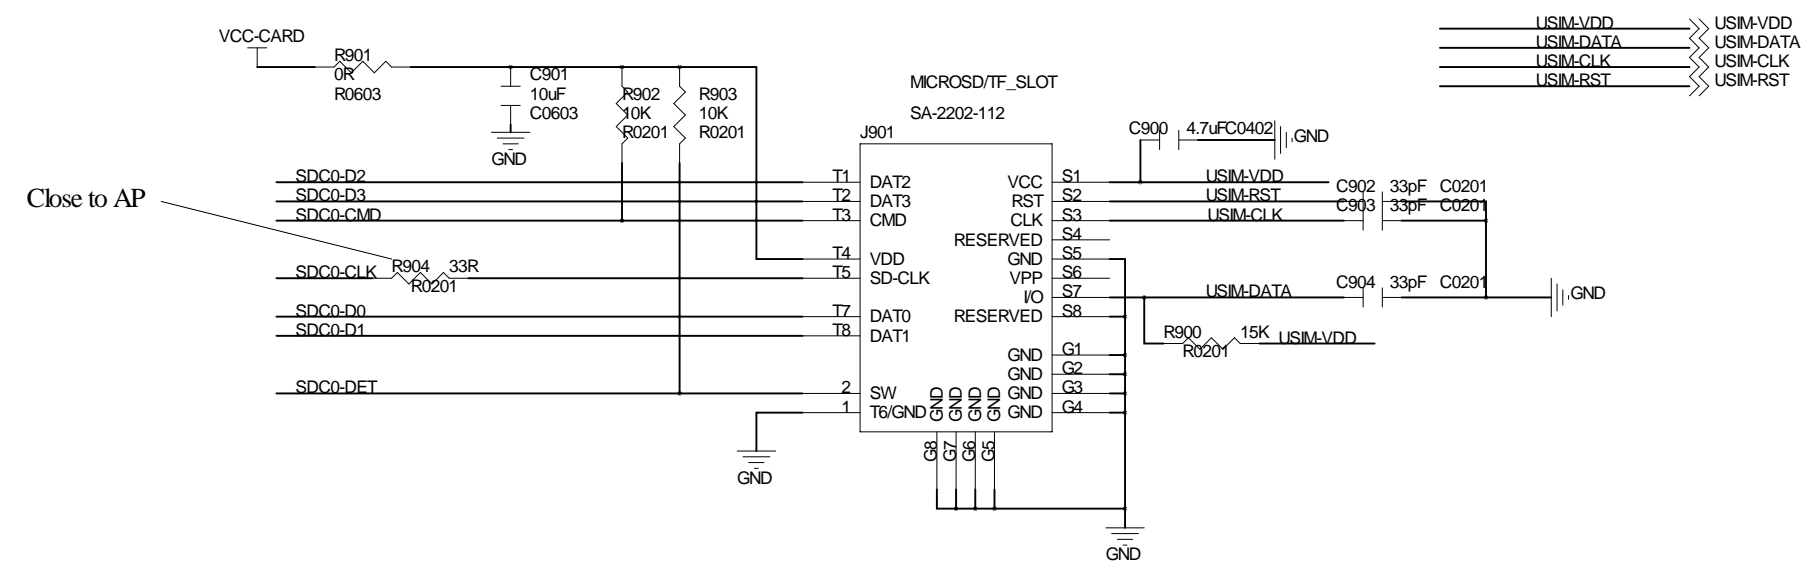 VCC-CARD
R901
0R
R0603
C901
10uF
C0603
GND
R902
10K
R0201
R903
10K
R0201
MICROSD/TF_SLOT
SA-2202-112
J901
USIM-VDD USIM-VDD
USIM-DATA USIM-DATA
USIM-CLK USIM-CLK
USIM-RST USIM-RST
C900 4.7uFC0402 GND
Close to AP
SDC0-D2 T1 DAT2
SDC0-D3 T2 DAT3
SDC0-CMD T3 CMD
T4 VDD
SDC0-CLK R904 33R T5 SD-CLK
R0201
SDC0-D0 T7 DAT0
SDC0-D1 T8 DAT1
SDC0-DET 2 SW
1 T6/GND
GND
VCC S1 USIM-VDD
RST S2 USIM-RST C902 33pF C0201
CLK S3 USIM-CLK C903 33pF C0201
RESERVED S4
GND S5
VPP S6
I/O S7 USIM-DATA C904 33pF C0201 GND
RESERVED S8
R900 15K USIM-VDD
R0201
GND G1
GND G2
GND G3
GND G4
GND GND GND GND
G8 G7 G6 G5
GND